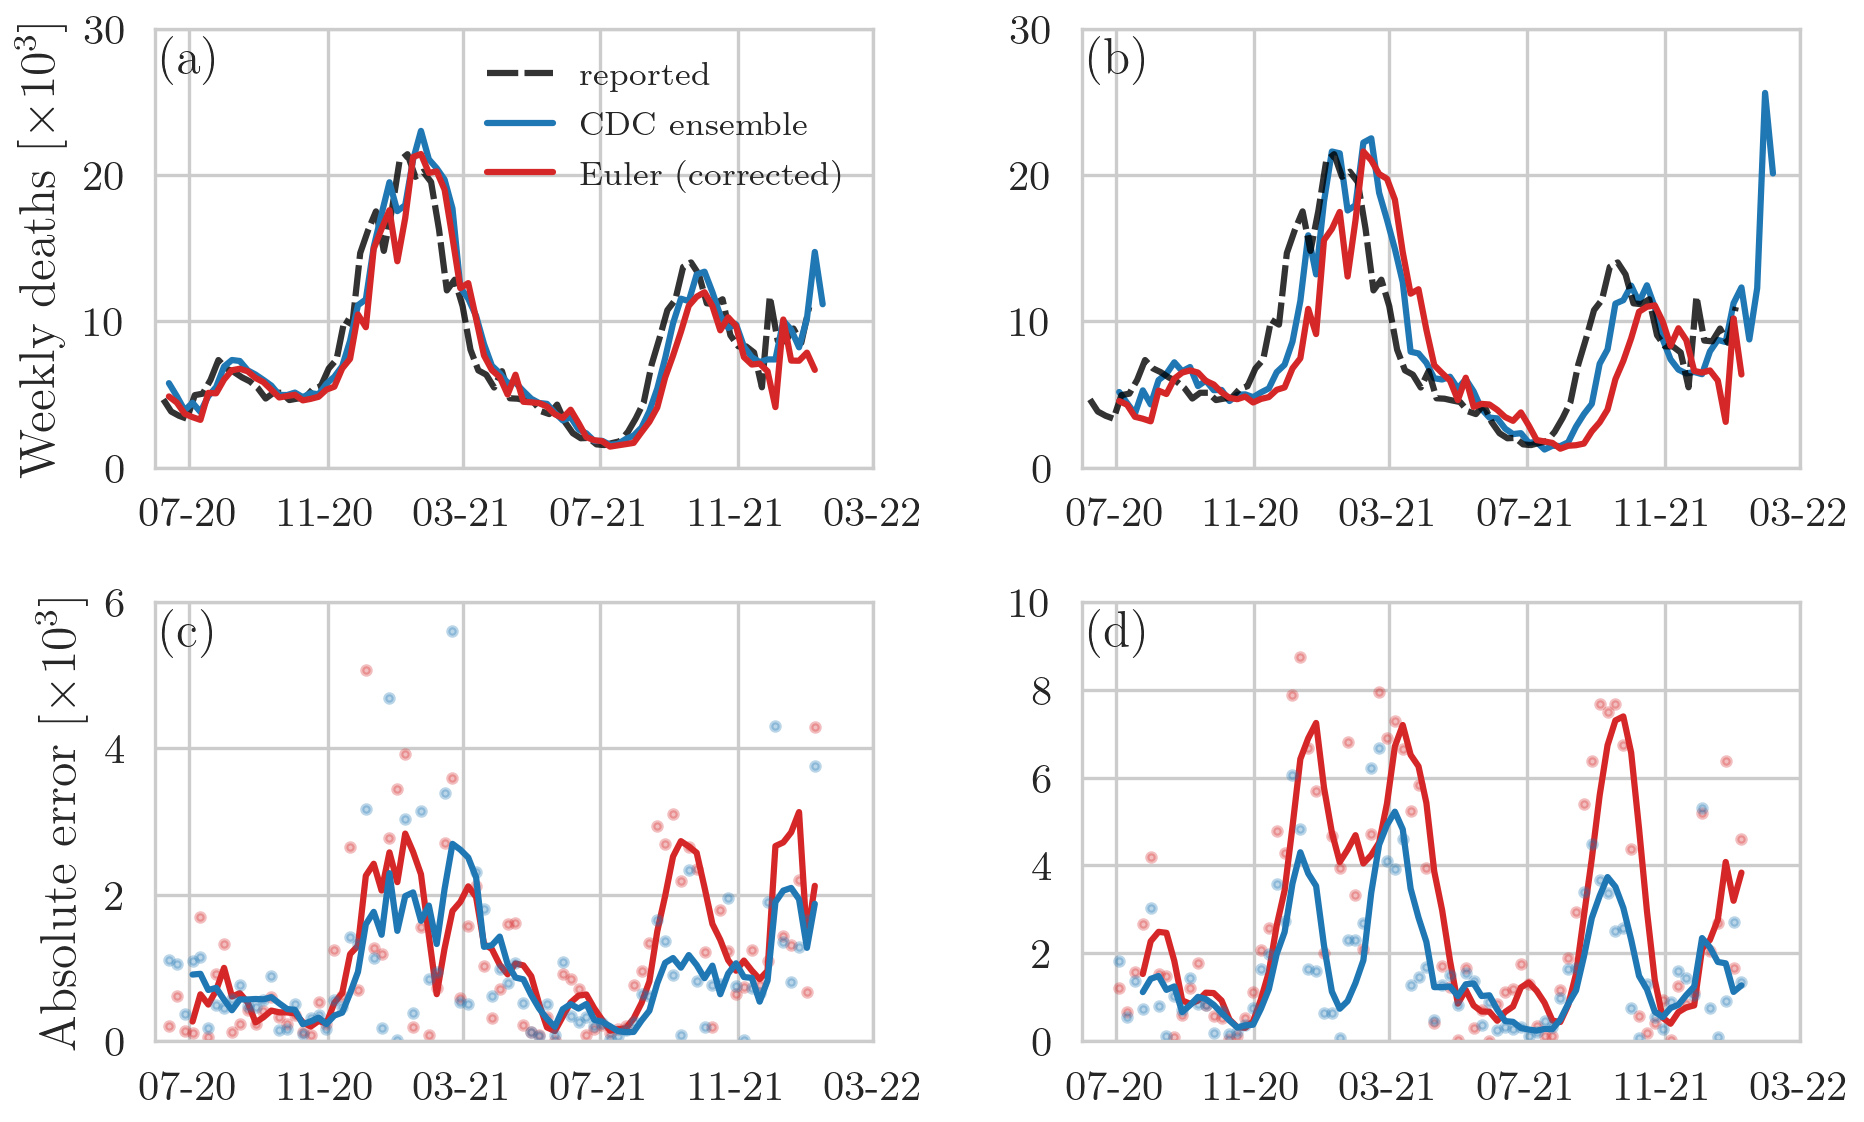 Weekly deaths [×10³]
30
20
10
0
(a)
reported
CDC ensemble
Euler (corrected)
07-20 11-20 03-21 07-21 11-21 03-22
30
20
10
0
(b)
07-20 11-20 03-21 07-21 11-21 03-22
Absolute error [×10³]
6
4
2
0
(c)
07-20 11-20 03-21 07-21 11-21 03-22
10
8
6
4
2
0
(d)
07-20 11-20 03-21 07-21 11-21 03-22